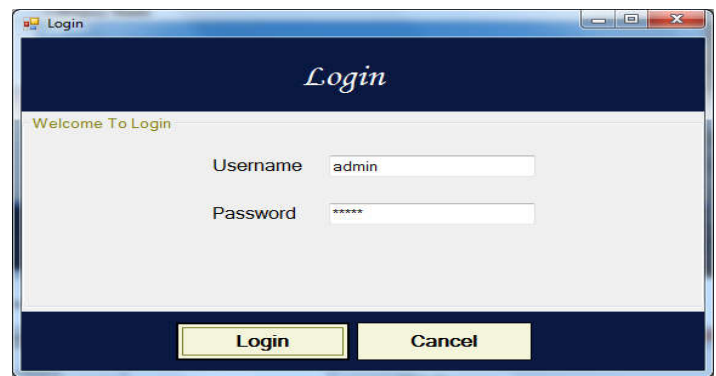 Login
Login
Welcome To Login
Username admin
Password *****
Login Cancel